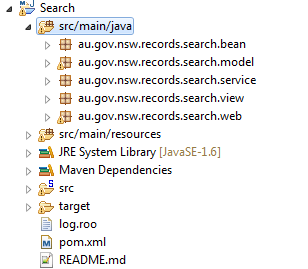 Search
src/main/java
au.gov.nsw.records.search.bean
au.gov.nsw.records.search.model
au.gov.nsw.records.search.service
au.gov.nsw.records.search.view
au.gov.nsw.records.search.web
src/main/resources
JRE System Library [JavaSE-1.6]
Maven Dependencies
src
target
log.roo
pom.xml
README.md